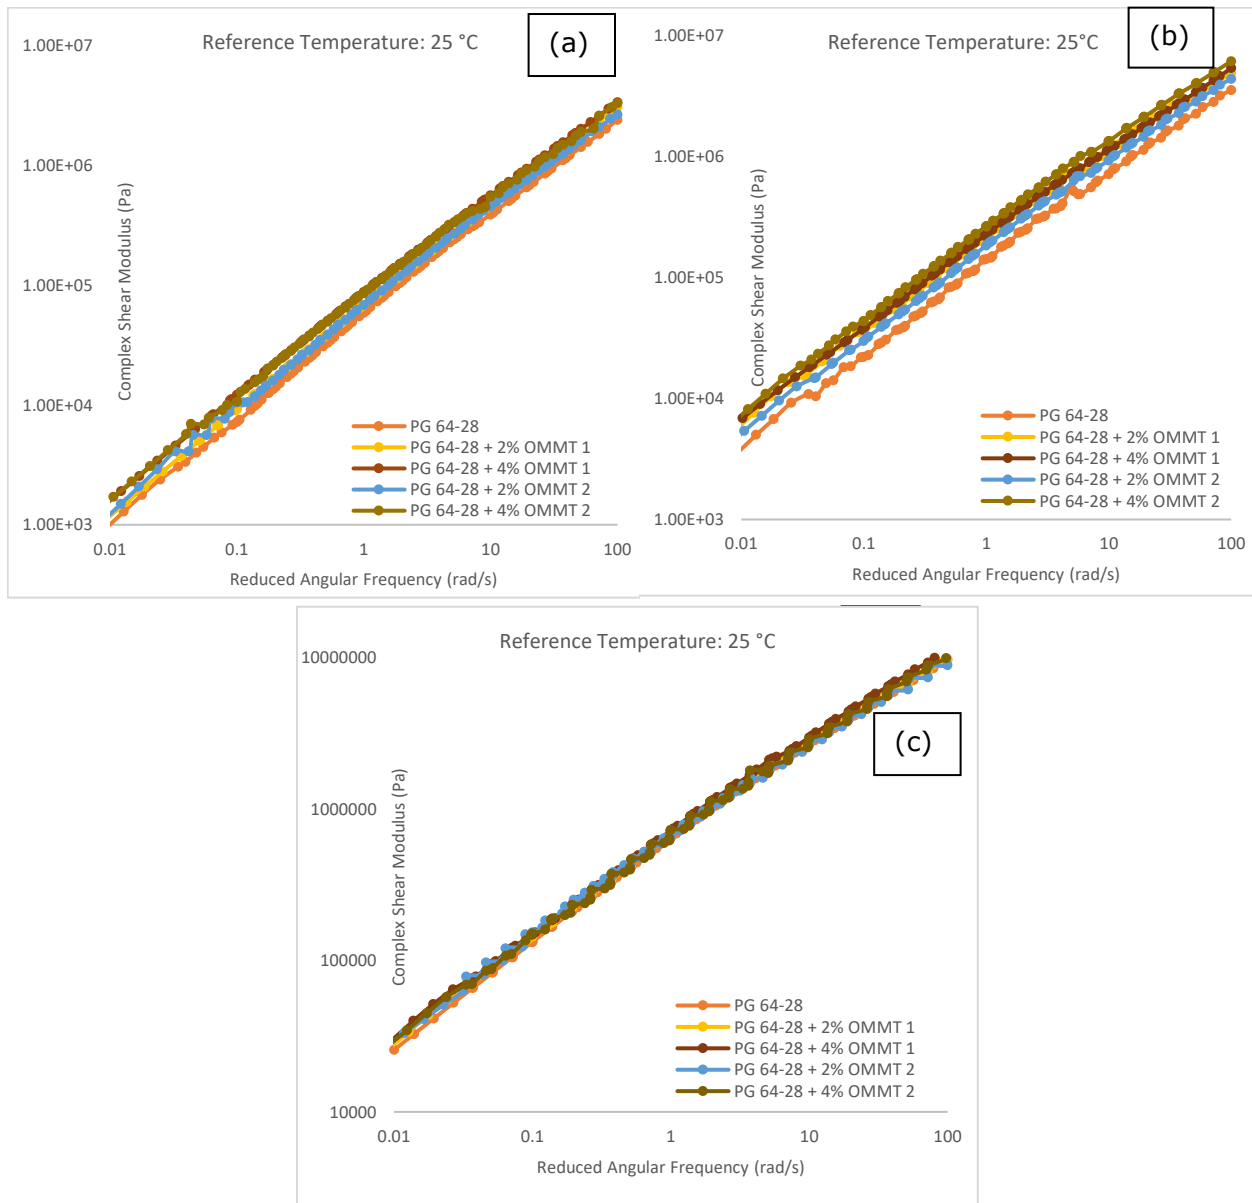 Reference Temperature: 25 °C
(a)
1.00E+07
1.00E+06
1.00E+05
1.00E+04
1.00E+03
Complex Shear Modulus (Pa)
PG 64-28
PG 64-28 + 2% OMMT 1
PG 64-28 + 4% OMMT 1
PG 64-28 + 2% OMMT 2
PG 64-28 + 4% OMMT 2
0.01 0.1 1 10 100
Reduced Angular Frequency (rad/s)
Reference Temperature: 25°C
(b)
1.00E+07
1.00E+06
1.00E+05
1.00E+04
1.00E+03
Complex Shear Modulus (Pa)
PG 64-28
PG 64-28 + 2% OMMT 1
PG 64-28 + 4% OMMT 1
PG 64-28 + 2% OMMT 2
PG 64-28 + 4% OMMT 2
0.01 0.1 1 10 100
Reduced Angular Frequency (rad/s)
Reference Temperature: 25 °C
(c)
10000000
1000000
100000
10000
Complex Shear Modulus (Pa)
PG 64-28
PG 64-28 + 2% OMMT 1
PG 64-28 + 4% OMMT 1
PG 64-28 + 2% OMMT 2
PG 64-28 + 4% OMMT 2
0.01 0.1 1 10 100
Reduced Angular Frequency (rad/s)